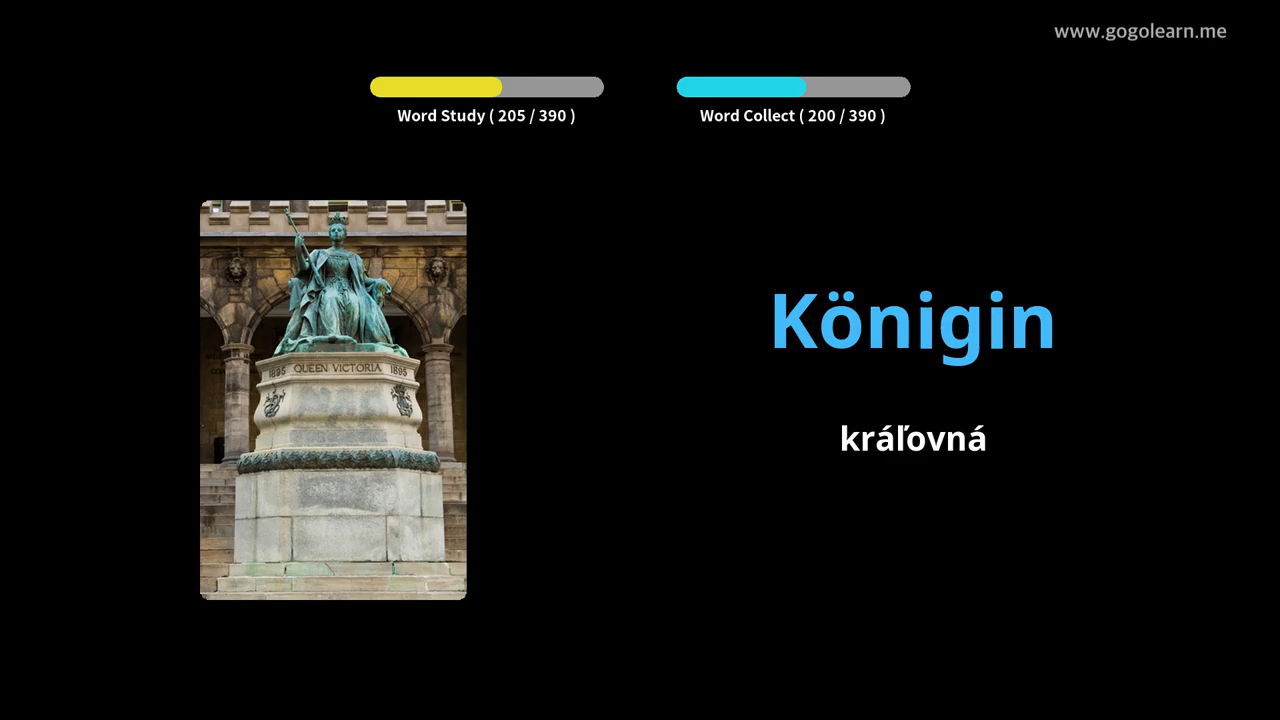 www.gogolearn.me
Word Study ( 205 / 390 )
Word Collect ( 200 / 390 )
1895 QUEEN VICTORIA 1895
Königin
kráľovná